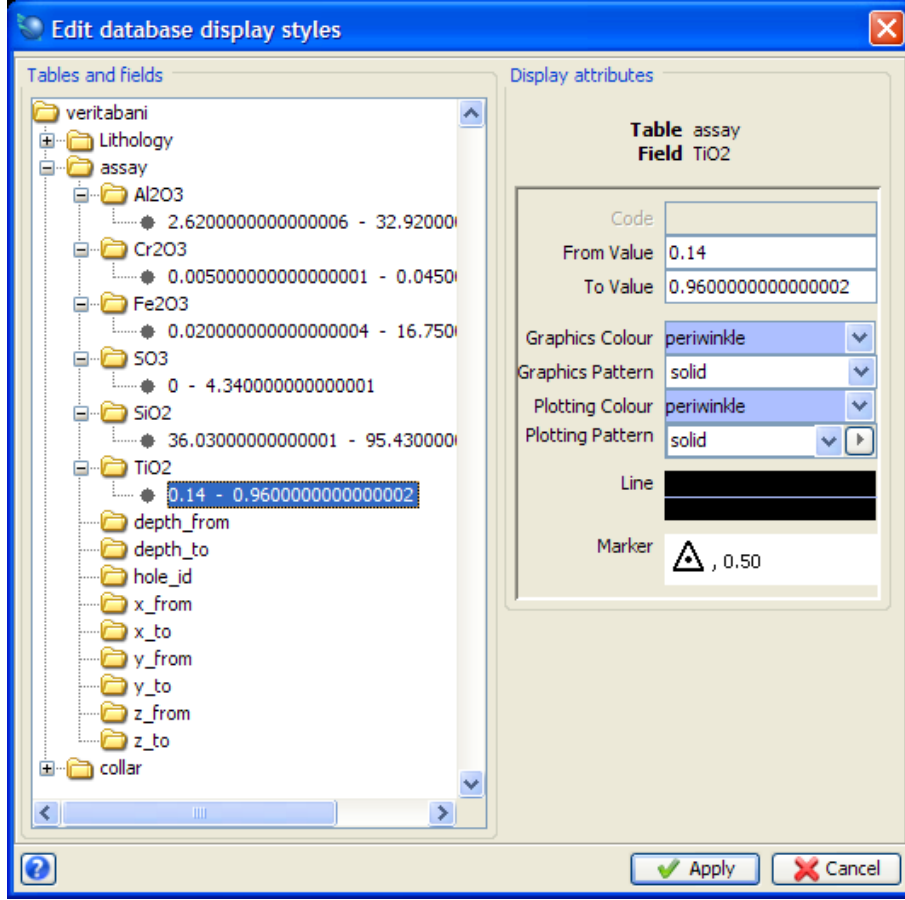 Edit database display styles
Tables and fields
veritabani
Lithology
assay
Al2O3
2.6200000000000006 - 32.92000
Cr2O3
0.005000000000000001 - 0.0450
Fe2O3
0.020000000000000004 - 16.750
SO3
0 - 4.340000000000001
SiO2
36.03000000000001 - 95.430000
TiO2
0.14 - 0.9600000000000002
depth_from
depth_to
hole_id
x_from
x_to
y_from
y_to
z_from
z_to
collar
Display attributes
Table assay
Field TiO2
Code
From Value 0.14
To Value 0.9600000000000002
Graphics Colour periwinkle
Graphics Pattern solid
Plotting Colour periwinkle
Plotting Pattern solid
Line
Marker , 0.50
? Apply Cancel